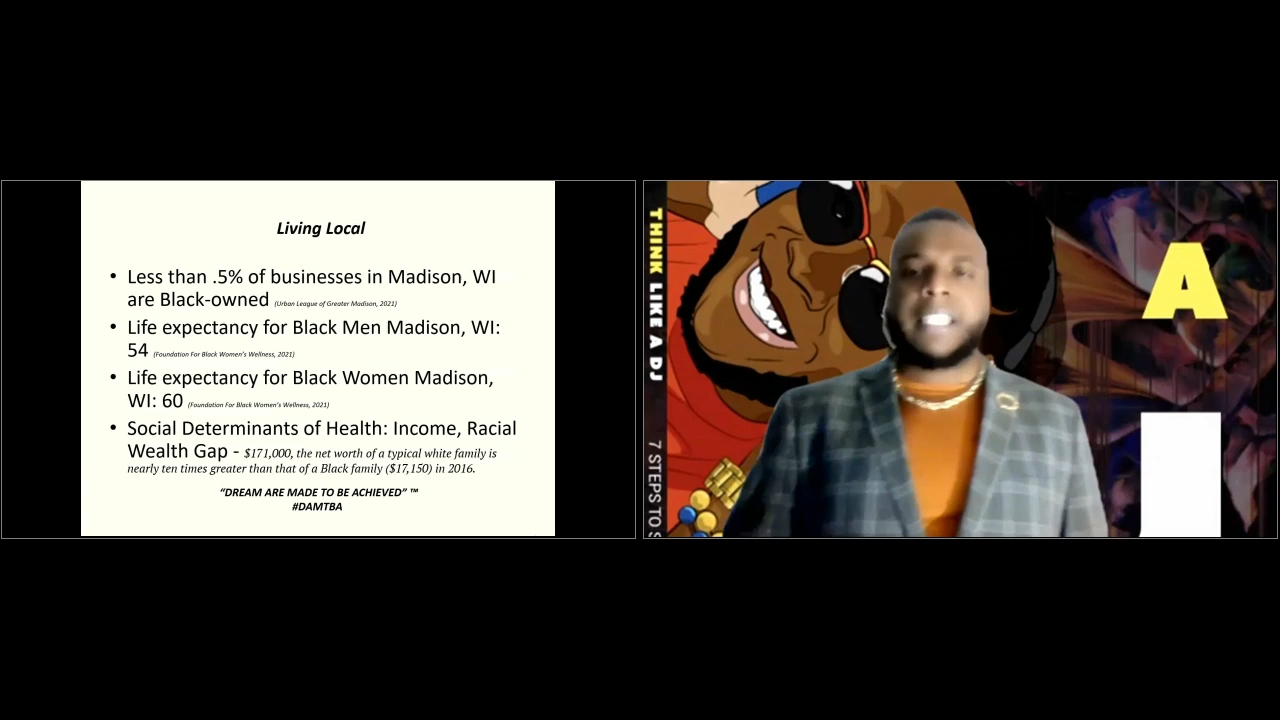 Living Local
• Less than .5% of businesses in Madison, WI
are Black-owned (Urban League of Greater Madison, 2021)
• Life expectancy for Black Men Madison, WI:
54 (Foundation For Black Women's Wellness, 2021)
• Life expectancy for Black Women Madison,
WI: 60 (Foundation For Black Women's Wellness, 2021)
• Social Determinants of Health: Income, Racial
Wealth Gap - $171,000, the net worth of a typical white family is
nearly ten times greater than that of a Black family ($17,150) in 2016.
“DREAM ARE MADE TO BE ACHIEVED” ™
#DAMTBA
THINK LIKE A DJ
7 STEPS TO
A